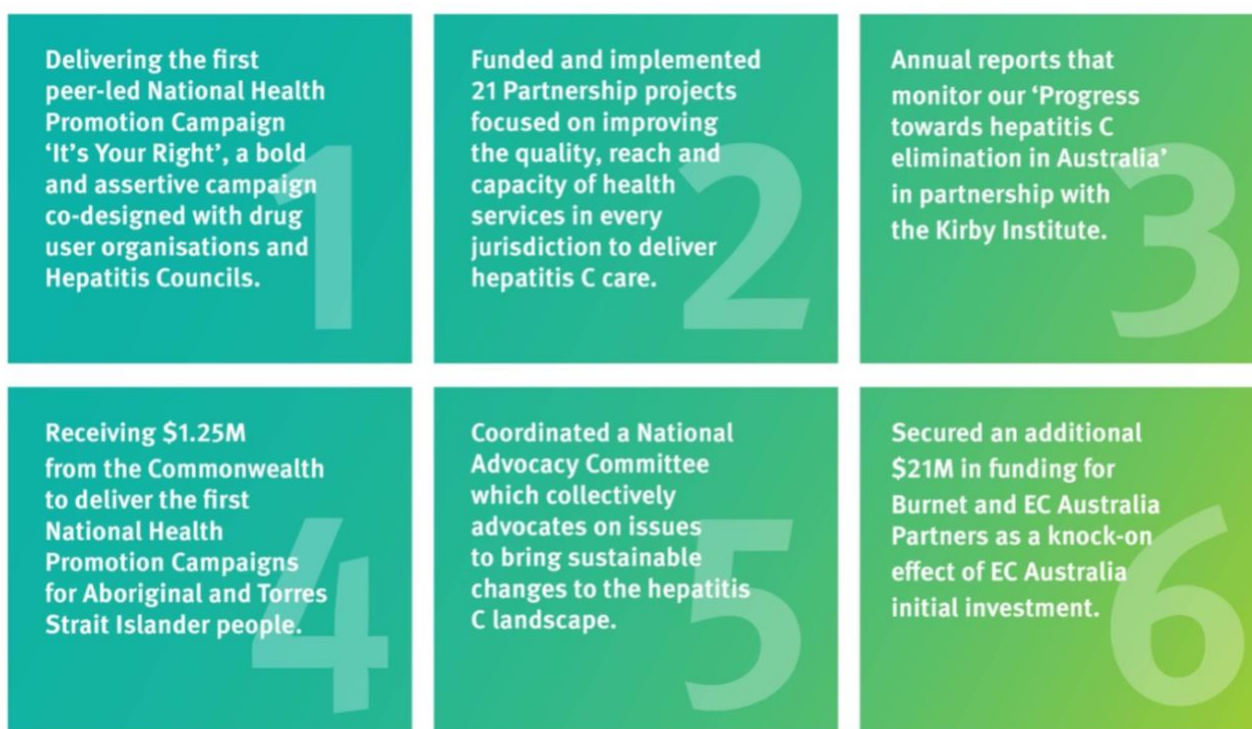 Delivering the first
peer-led National Health
Promotion Campaign
‘It’s Your Right’, a bold
and assertive campaign
co-designed with drug
user organisations and
Hepatitis Councils.
1
Funded and implemented
21 Partnership projects
focused on improving
the quality, reach and
capacity of health
services in every
jurisdiction to deliver
hepatitis C care.
2
Annual reports that
monitor our ‘Progress
towards hepatitis C
elimination in Australia’
in partnership with
the Kirby Institute.
3
Receiving $1.25M
from the Commonwealth
to deliver the first
National Health
Promotion Campaigns
for Aboriginal and Torres
Strait Islander people.
4
Coordinated a National
Advocacy Committee
which collectively
advocates on issues
to bring sustainable
changes to the hepatitis
C landscape.
5
Secured an additional
$21M in funding for
Burnet and EC Australia
Partners as a knock-on
effect of EC Australia
initial investment.
6